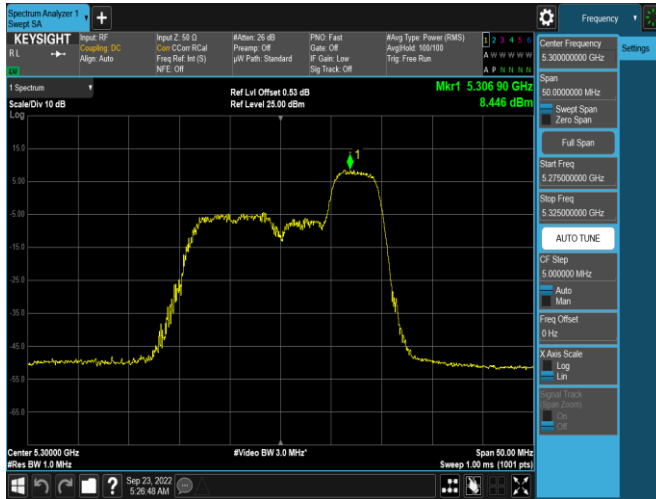 Spectrum Analyzer 1
Swept SA
+
Frequency
KEYSIGHT
R L
LV
Input: RF
Coupling: DC
Align: Auto
Input Z: 50 Ω
Corr CCorr RCal
Freq Ref: Int (S)
NFE: Off
#Atten: 26 dB
Preamp: Off
µW Path: Standard
PNO: Fast
Gate: Off
IF Gain: Low
Sig Track: Off
#Avg Type: Power (RMS)
Avg|Hold: 100/100
Trig: Free Run
1 2 3 4 5 6
A W W W W W
A P N N N N
1 Spectrum
Scale/Div 10 dB
Log
Ref Lvl Offset 0.53 dB
Ref Level 25.00 dBm
Mkr1 5.306 90 GHz
8.446 dBm
15.0
5.00
-5.00
-15.0
-25.0
-35.0
-45.0
-55.0
-65.0
1
Center 5.30000 GHz
#Res BW 1.0 MHz
#Video BW 3.0 MHz*
Span 50.00 MHz
Sweep 1.00 ms (1001 pts)
Center Frequency
5.300000000 GHz
Settings
Span
50.0000000 MHz
Swept Span
Zero Span
Full Span
Start Freq
5.275000000 GHz
Stop Freq
5.325000000 GHz
AUTO TUNE
CF Step
5.000000 MHz
Auto
Man
Freq Offset
0 Hz
X Axis Scale
Log
Lin
Signal Track
(Span Zoom)
On
Off
?
Sep 23, 2022
5:26:48 AM